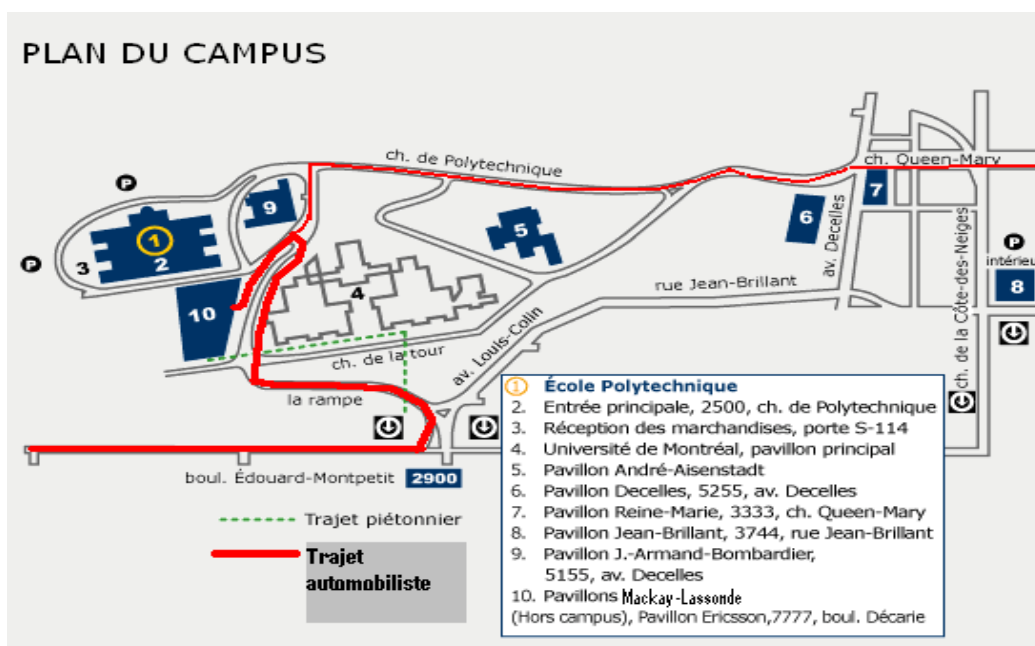 PLAN DU CAMPUS
ch. de Polytechnique
ch. Queen-Mary
P
9
7
1
5
6
av. Decelles
P
3
2
P
intérieu
4
rue Jean-Brillant
8
10
ch. de la Côte-des-Neiges
ch. de la tour
av. Louis-Colin
la rampe
boul. Édouard-Montpetit 2900
Trajet piétonnier
Trajet
automobiliste
1 École Polytechnique
2. Entrée principale, 2500, ch. de Polytechnique
3. Réception des marchandises, porte S-114
4. Université de Montréal, pavillon principal
5. Pavillon André-Aisenstadt
6. Pavillon Decelles, 5255, av. Decelles
7. Pavillon Reine-Marie, 3333, ch. Queen-Mary
8. Pavillon Jean-Brillant, 3744, rue Jean-Brillant
9. Pavillon J.-Armand-Bombardier,
5155, av. Decelles
10. Pavillons Mackay-Lassonde
(Hors campus), Pavillon Ericsson,7777, boul. Décarie